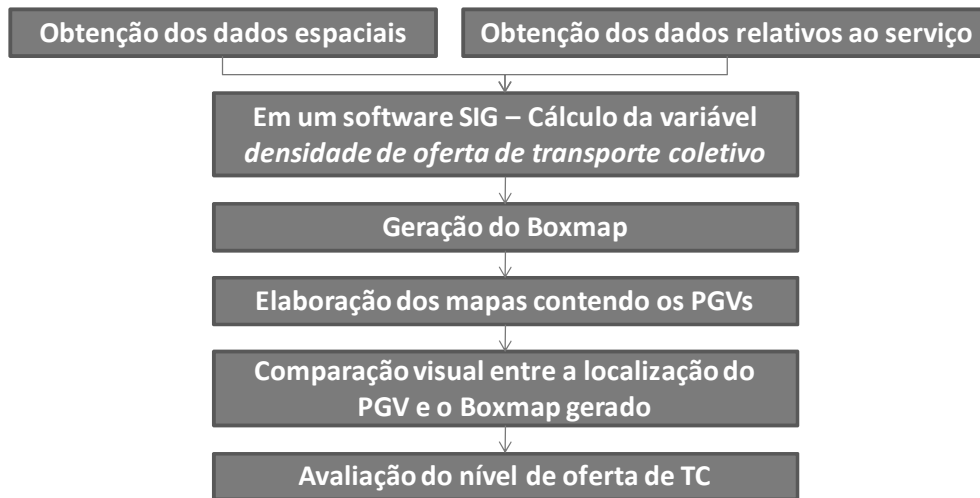 Obtenção dos dados espaciais
Obtenção dos dados relativos ao serviço
Em um software SIG – Cálculo da variável
densidade de oferta de transporte coletivo
Geração do Boxmap
Elaboração dos mapas contendo os PGVs
Comparação visual entre a localização do
PGV e o Boxmap gerado
Avaliação do nível de oferta de TC